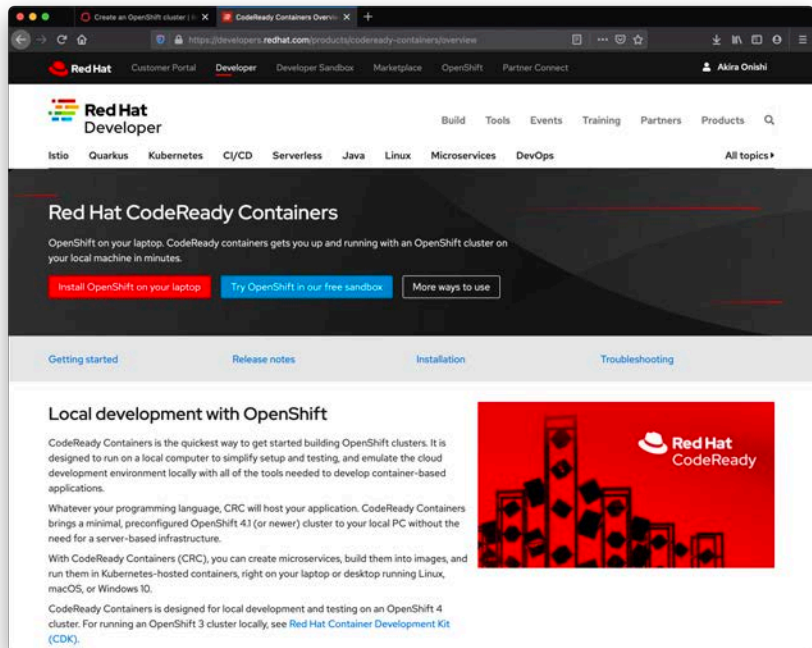 Create an OpenShift cluster | R
CodeReady Containers Overvi
https://developers.redhat.com/products/codeready-containers/overview
Red Hat Customer Portal Developer Developer Sandbox Marketplace OpenShift Partner Connect Akira Onishi
Red Hat
Developer
Build Tools Events Training Partners Products
Istio Quarkus Kubernetes CI/CD Serverless Java Linux Microservices DevOps All topics
Red Hat CodeReady Containers
OpenShift on your laptop. CodeReady containers gets you up and running with an OpenShift cluster on
your local machine in minutes.
Install OpenShift on your laptop Try OpenShift in our free sandbox More ways to use
Getting started Release notes Installation Troubleshooting
Local development with OpenShift
CodeReady Containers is the quickest way to get started building OpenShift clusters. It is
designed to run on a local computer to simplify setup and testing, and emulate the cloud
development environment locally with all of the tools needed to develop container-based
applications.
Whatever your programming language, CRC will host your application. CodeReady Containers
brings a minimal, preconfigured OpenShift 4.1 (or newer) cluster to your local PC without the
need for a server-based infrastructure.
With CodeReady Containers (CRC), you can create microservices, build them into images, and
run them in Kubernetes-hosted containers, right on your laptop or desktop running Linux,
macOS, or Windows 10.
CodeReady Containers is designed for local development and testing on an OpenShift 4
cluster. For running an OpenShift 3 cluster locally, see Red Hat Container Development Kit
(CDK).
Red Hat
CodeReady